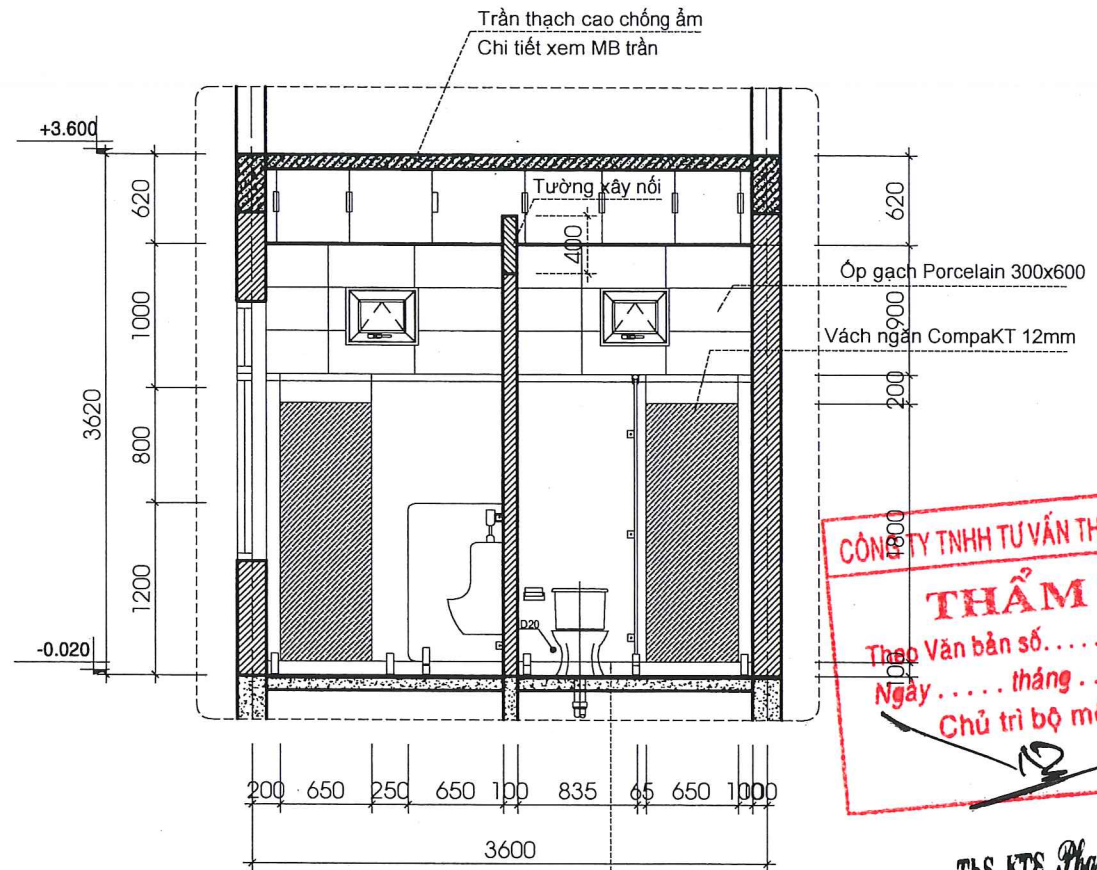 Trần thạch cao chống ẩm
Chi tiết xem MB trần
+3.600
620
Tường xây nối
400
620
Ốp gạch Porcelain 300x600
1000
900
Vách ngăn CompaKT 12mm
200
3620
800
1200
1800
D20
-0.020
100
CÔNG TY TNHH TƯ VẤN TH
THẨM
Theo Văn bản số.....
Ngày ..... tháng ..
Chủ trì bộ mô
200 650 250 650 100 835 65 650 100
3600
ThS.KTS